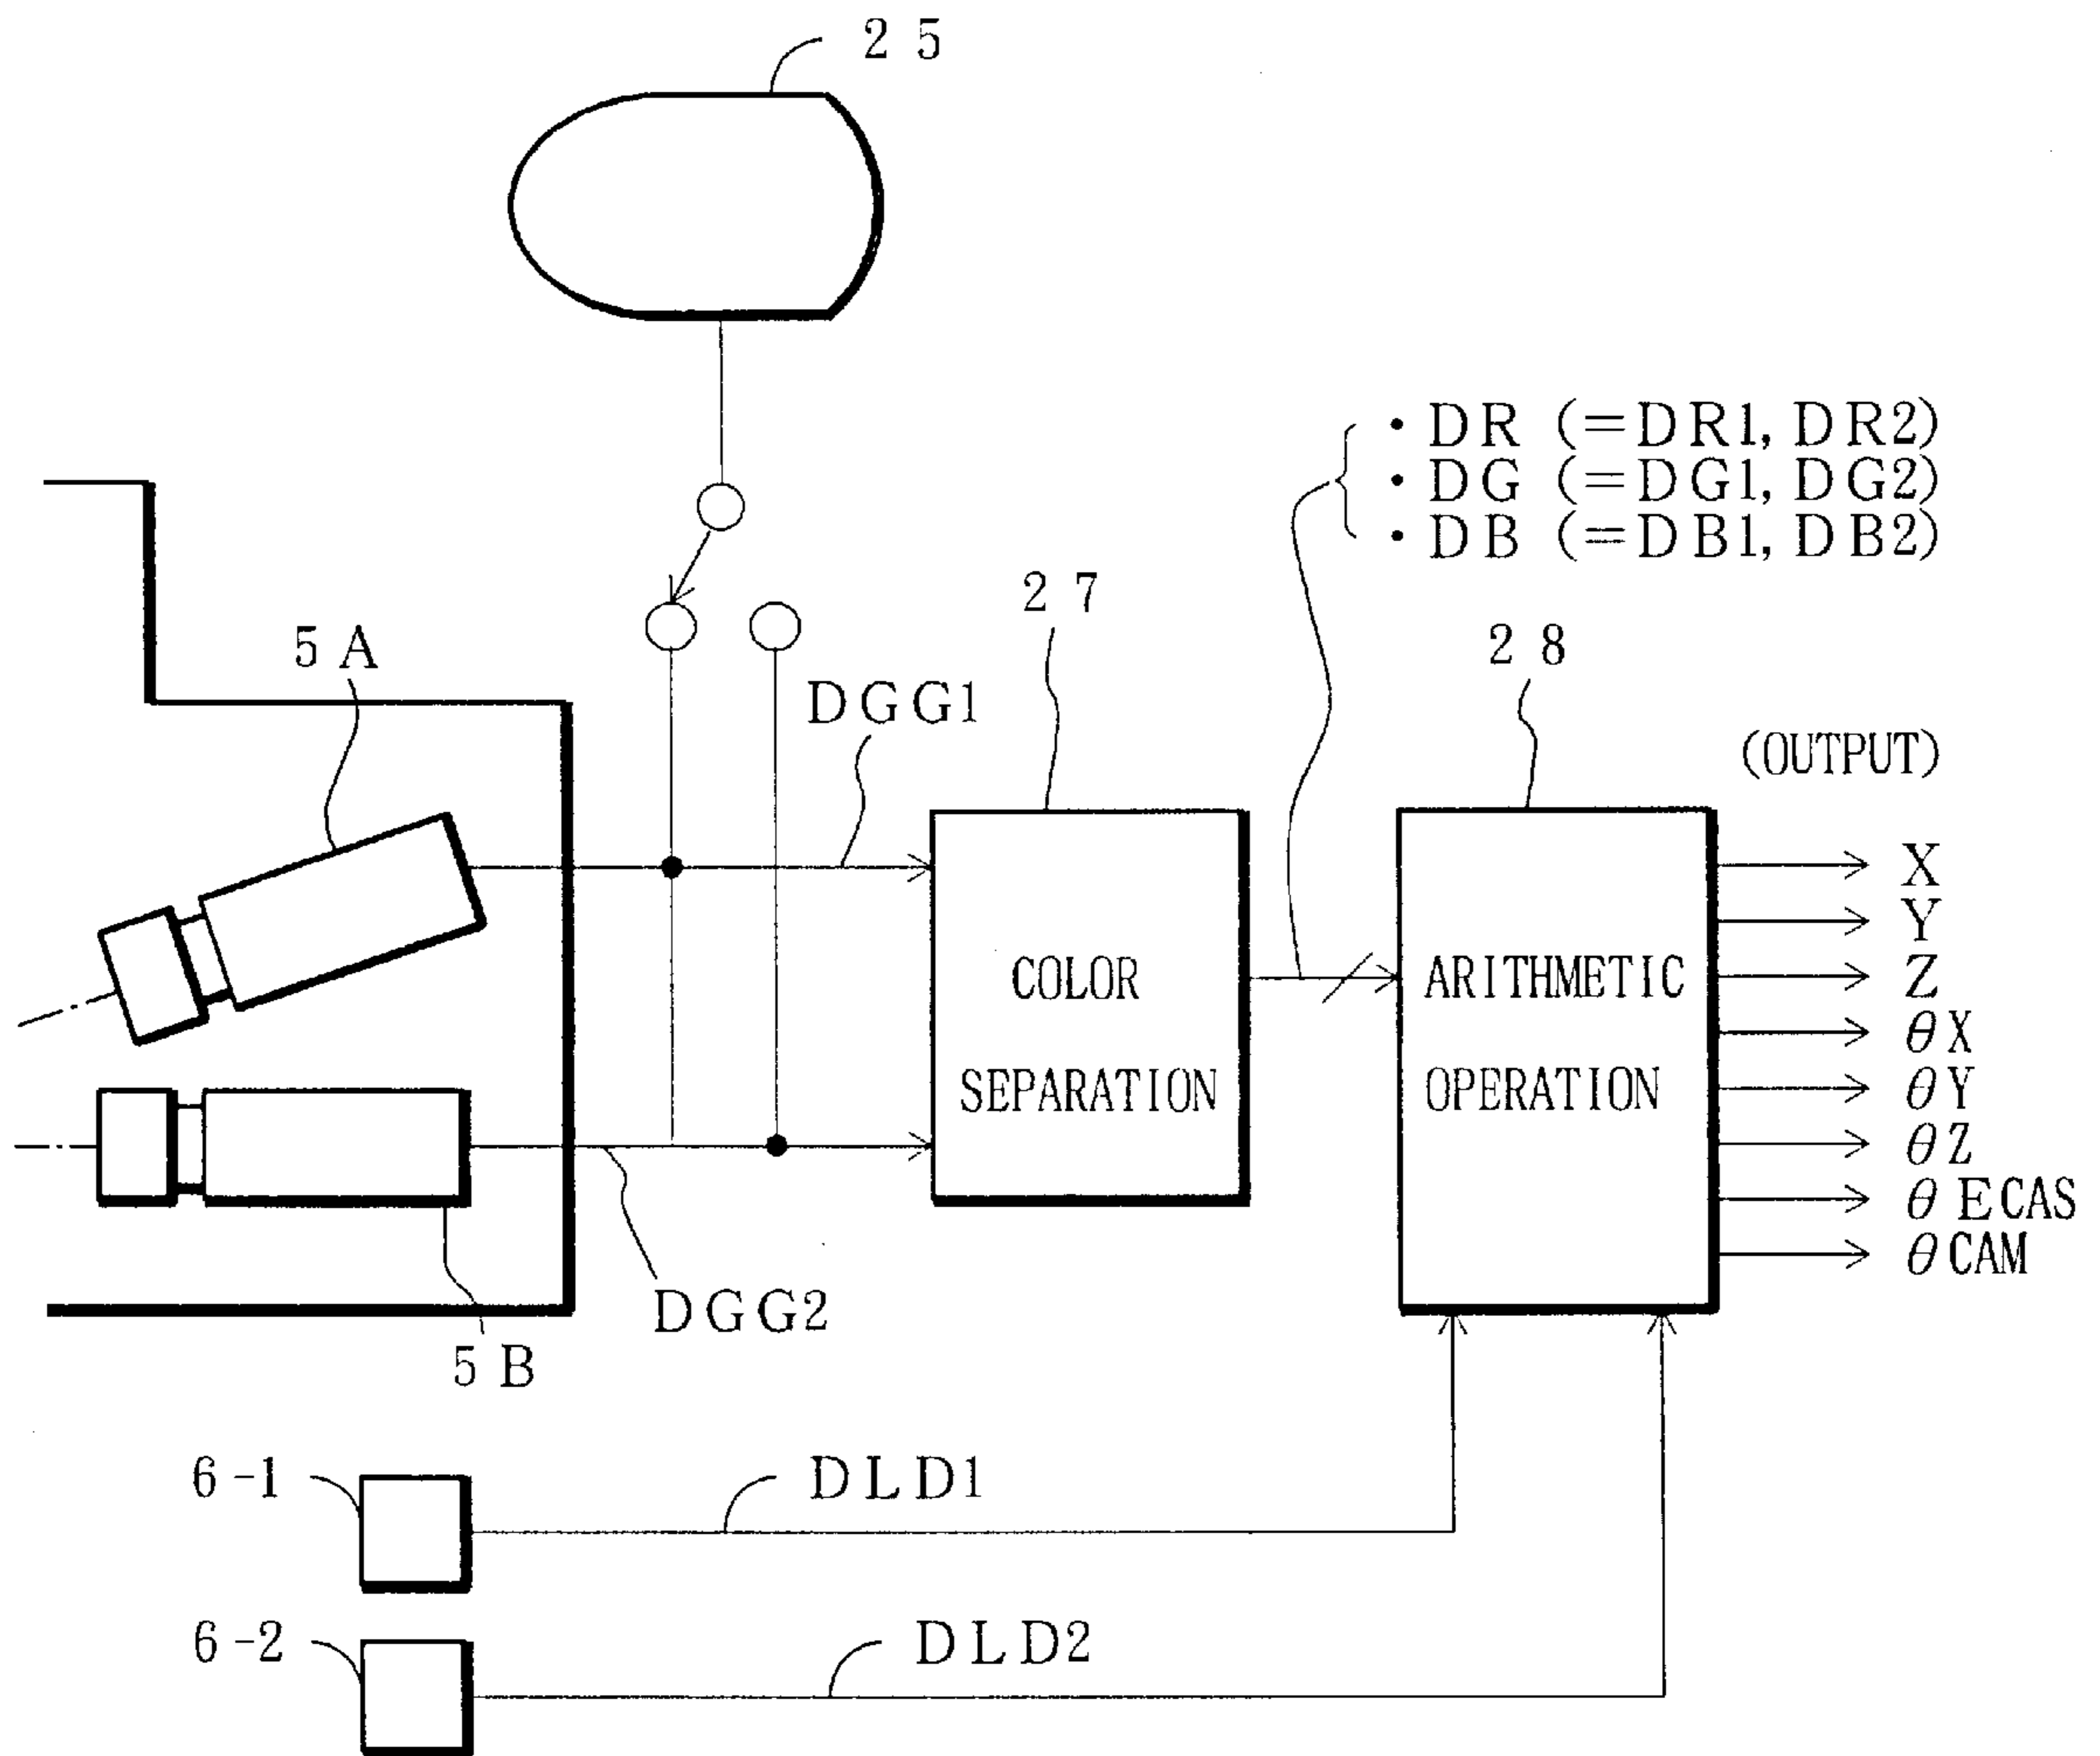 25
• DR (=DR1, DR2)
• DG (=DG1, DG2)
• DB (=DB1, DB2)
27
5A
28
DGG1
(OUTPUT)
X
Y
COLOR
SEPARATION
ARITHMETIC
OPERATION
Z
θX
θY
θZ
θECAS
θCAM
DGG2
5B
6-1
DLD1
6-2
DLD2